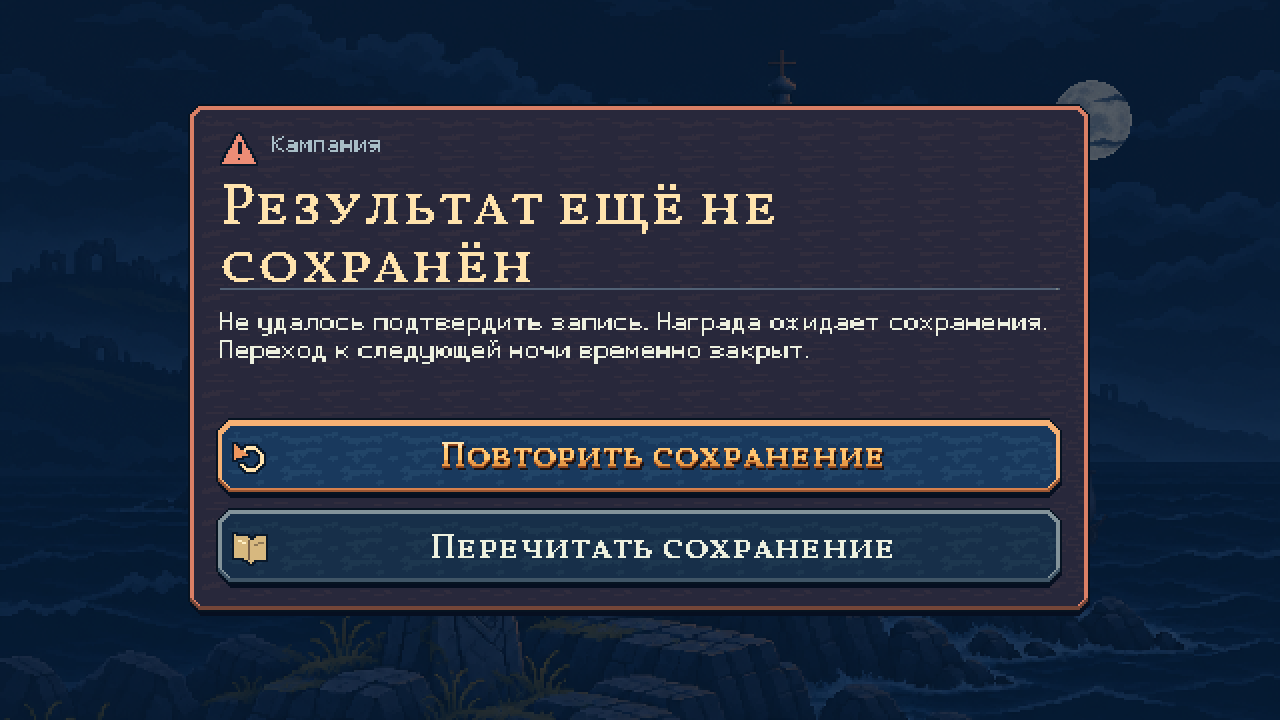 Кампания
Результат ещё не
сохранён
Не удалось подтвердить запись. Награда ожидает сохранения.
Переход к следующей ночи временно закрыт.
Повторить сохранение
Перечитать сохранение